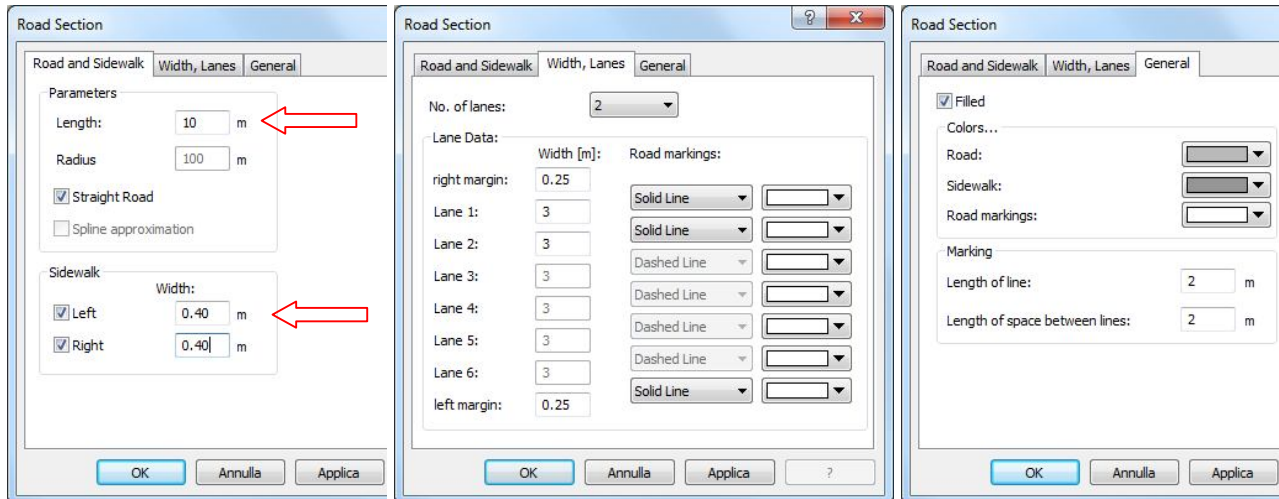 Road Section
Road and Sidewalk Width, Lanes General
Parameters
Length: 10 m
Radius 100 m
Straight Road
Spline approximation
Sidewalk
Width:
Left 0.40 m
Right 0.40 m
OK Annulla Applica
Road Section ? X
Road and Sidewalk Width, Lanes General
No. of lanes: 2
Lane Data:
Width [m]: Road markings:
right margin: 0.25
Solid Line
Lane 1: 3
Solid Line
Lane 2: 3
Dashed Line
Lane 3: 3
Dashed Line
Lane 4: 3
Dashed Line
Lane 5: 3
Dashed Line
Lane 6: 3
Solid Line
left margin: 0.25
OK Annulla Applica ?
Road Section
Road and Sidewalk Width, Lanes General
Filled
Colors...
Road:
Sidewalk:
Road markings:
Marking
Length of line: 2 m
Length of space between lines: 2 m
OK Annulla Applica